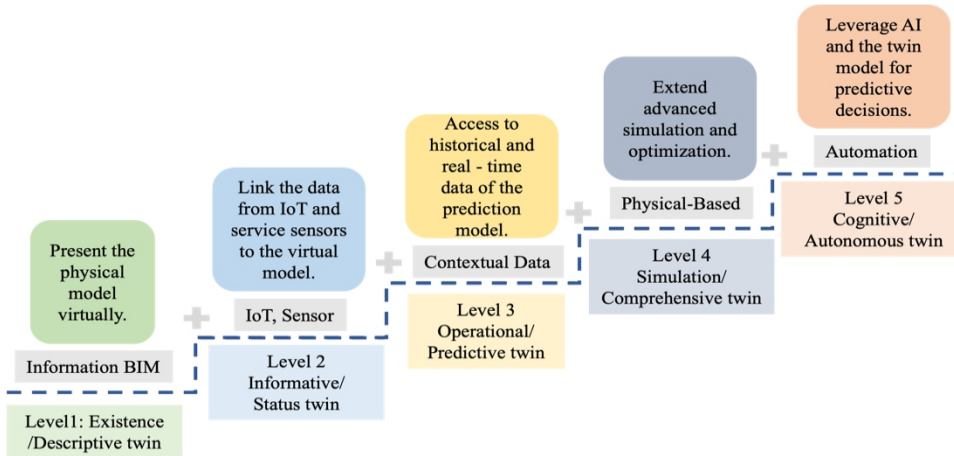 Present the
physical
model
virtually.
Information BIM
Level1: Existence
/Descriptive twin
Link the data
from IoT and
service sensors
to the virtual
model.
IoT, Sensor
Level 2
Informative/
Status twin
Access to
historical and
real - time
data of the
prediction
model.
Contextual Data
Level 3
Operational/
Predictive twin
Extend
advanced
simulation and
optimization.
Physical-Based
Level 4
Simulation/
Comprehensive twin
Leverage AI
and the twin
model for
predictive
decisions.
Automation
Level 5
Cognitive/
Autonomous twin